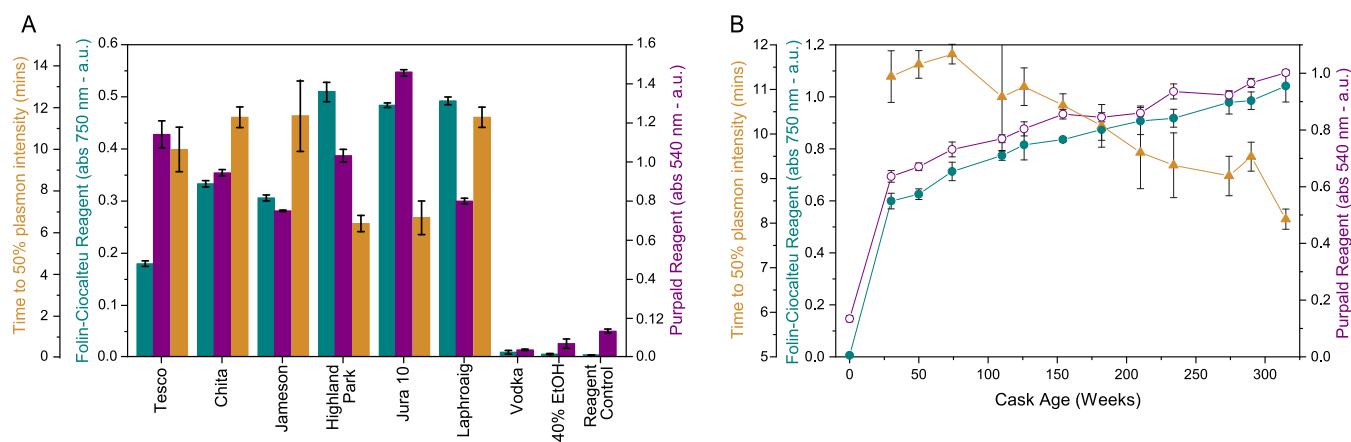 A
Time to 50% plasmon intensity (mins)
14
12
10
8
6
4
2
0
Folin-Ciocalteu Reagent (abs 750 nm - a.u.)
0.6
0.5
0.4
0.3
0.2
0.1
0.0
Tesco
Chita
Jameson
Highland
Park
Jura 10
Laphroaig
Vodka
40% EtOH
Reagent
Control
1.6
1.4
1.2
1.0
0.8
0.6
0.4
0.12
0.0
Purpald Reagent (abs 540 nm - a.u.)
B
Time to 50% plasmon intensity (mins)
12
11
10
9
8
7
6
5
Folin-Ciocalteu Reagent (abs 750 nm - a.u.)
1.2
1.0
0.8
0.6
0.4
0.2
0.0
0
50
100
150
200
250
300
Cask Age (Weeks)
1.0
0.8
0.6
0.4
0.2
0.0
Purpald Reagent (abs 540 nm - a.u.)